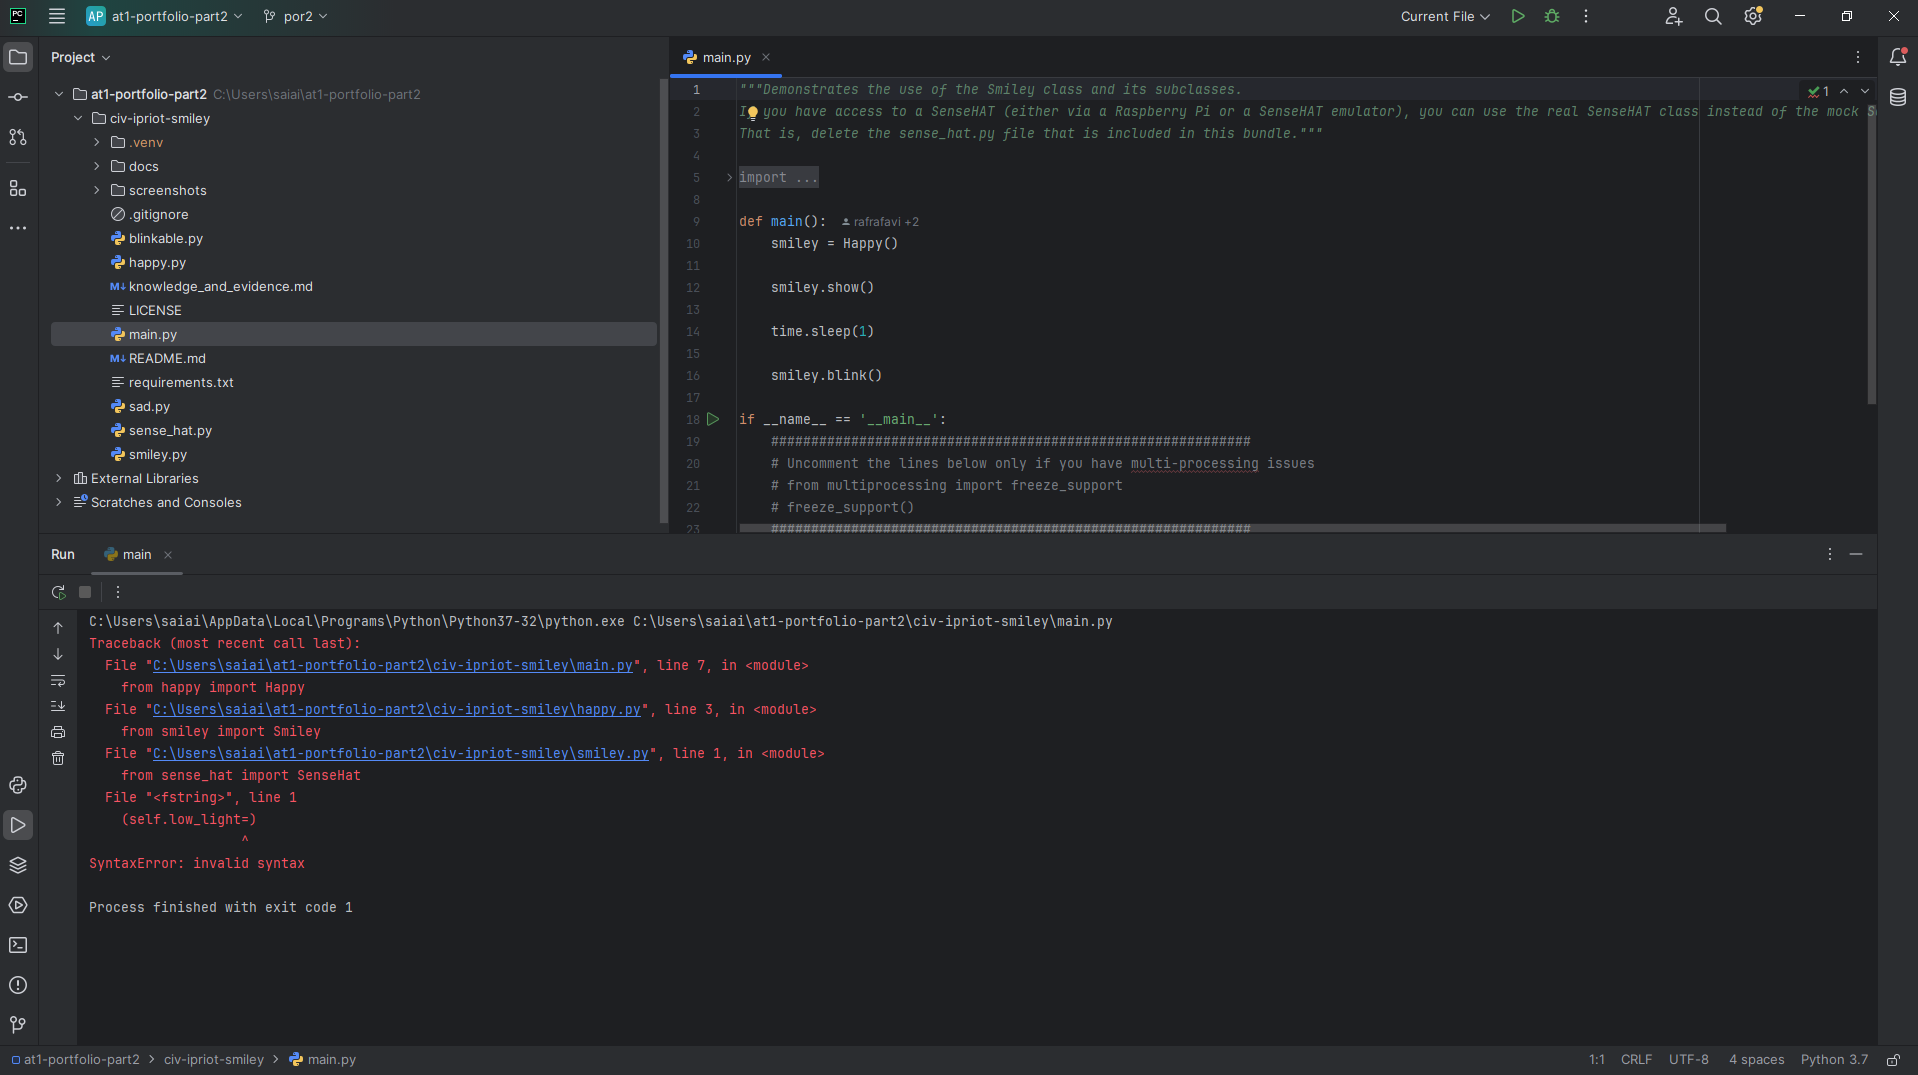 PC
AP at1-portfolio-part2
por2
Current File
Project
at1-portfolio-part2 C:\Users\saiai\at1-portfolio-part2
civ-ipriot-smiley
.venv
docs
screenshots
.gitignore
blinkable.py
happy.py
M↓ knowledge_and_evidence.md
LICENSE
main.py
M↓ README.md
requirements.txt
sad.py
sense_hat.py
smiley.py
External Libraries
Scratches and Consoles
main.py
1
1 """Demonstrates the use of the Smiley class and its subclasses.
2 I you have access to a SenseHAT (either via a Raspberry Pi or a SenseHAT emulator), you can use the real SenseHAT class instead of the mock
3 That is, delete the sense_hat.py file that is included in this bundle."""
4
5 import ...
8
9 def main(): rafrafavi +2
10 smiley = Happy()
11
12 smiley.show()
13
14 time.sleep(1)
15
16 smiley.blink()
17
18 if __name__ == '__main__':
19 ############################################################
20 # Uncomment the lines below only if you have multi-processing issues
21 # from multiprocessing import freeze_support
22 # freeze_support()
23 ############################################################
Run main
C:\Users\saiai\AppData\Local\Programs\Python\Python37-32\python.exe C:\Users\saiai\at1-portfolio-part2\civ-ipriot-smiley\main.py
Traceback (most recent call last):
File "C:\Users\saiai\at1-portfolio-part2\civ-ipriot-smiley\main.py", line 7, in <module>
from happy import Happy
File "C:\Users\saiai\at1-portfolio-part2\civ-ipriot-smiley\happy.py", line 3, in <module>
from smiley import Smiley
File "C:\Users\saiai\at1-portfolio-part2\civ-ipriot-smiley\smiley.py", line 1, in <module>
from sense_hat import SenseHat
File "<fstring>", line 1
(self.low_light=)
^
SyntaxError: invalid syntax
Process finished with exit code 1
at1-portfolio-part2 > civ-ipriot-smiley > main.py
1:1 CRLF UTF-8 4 spaces Python 3.7